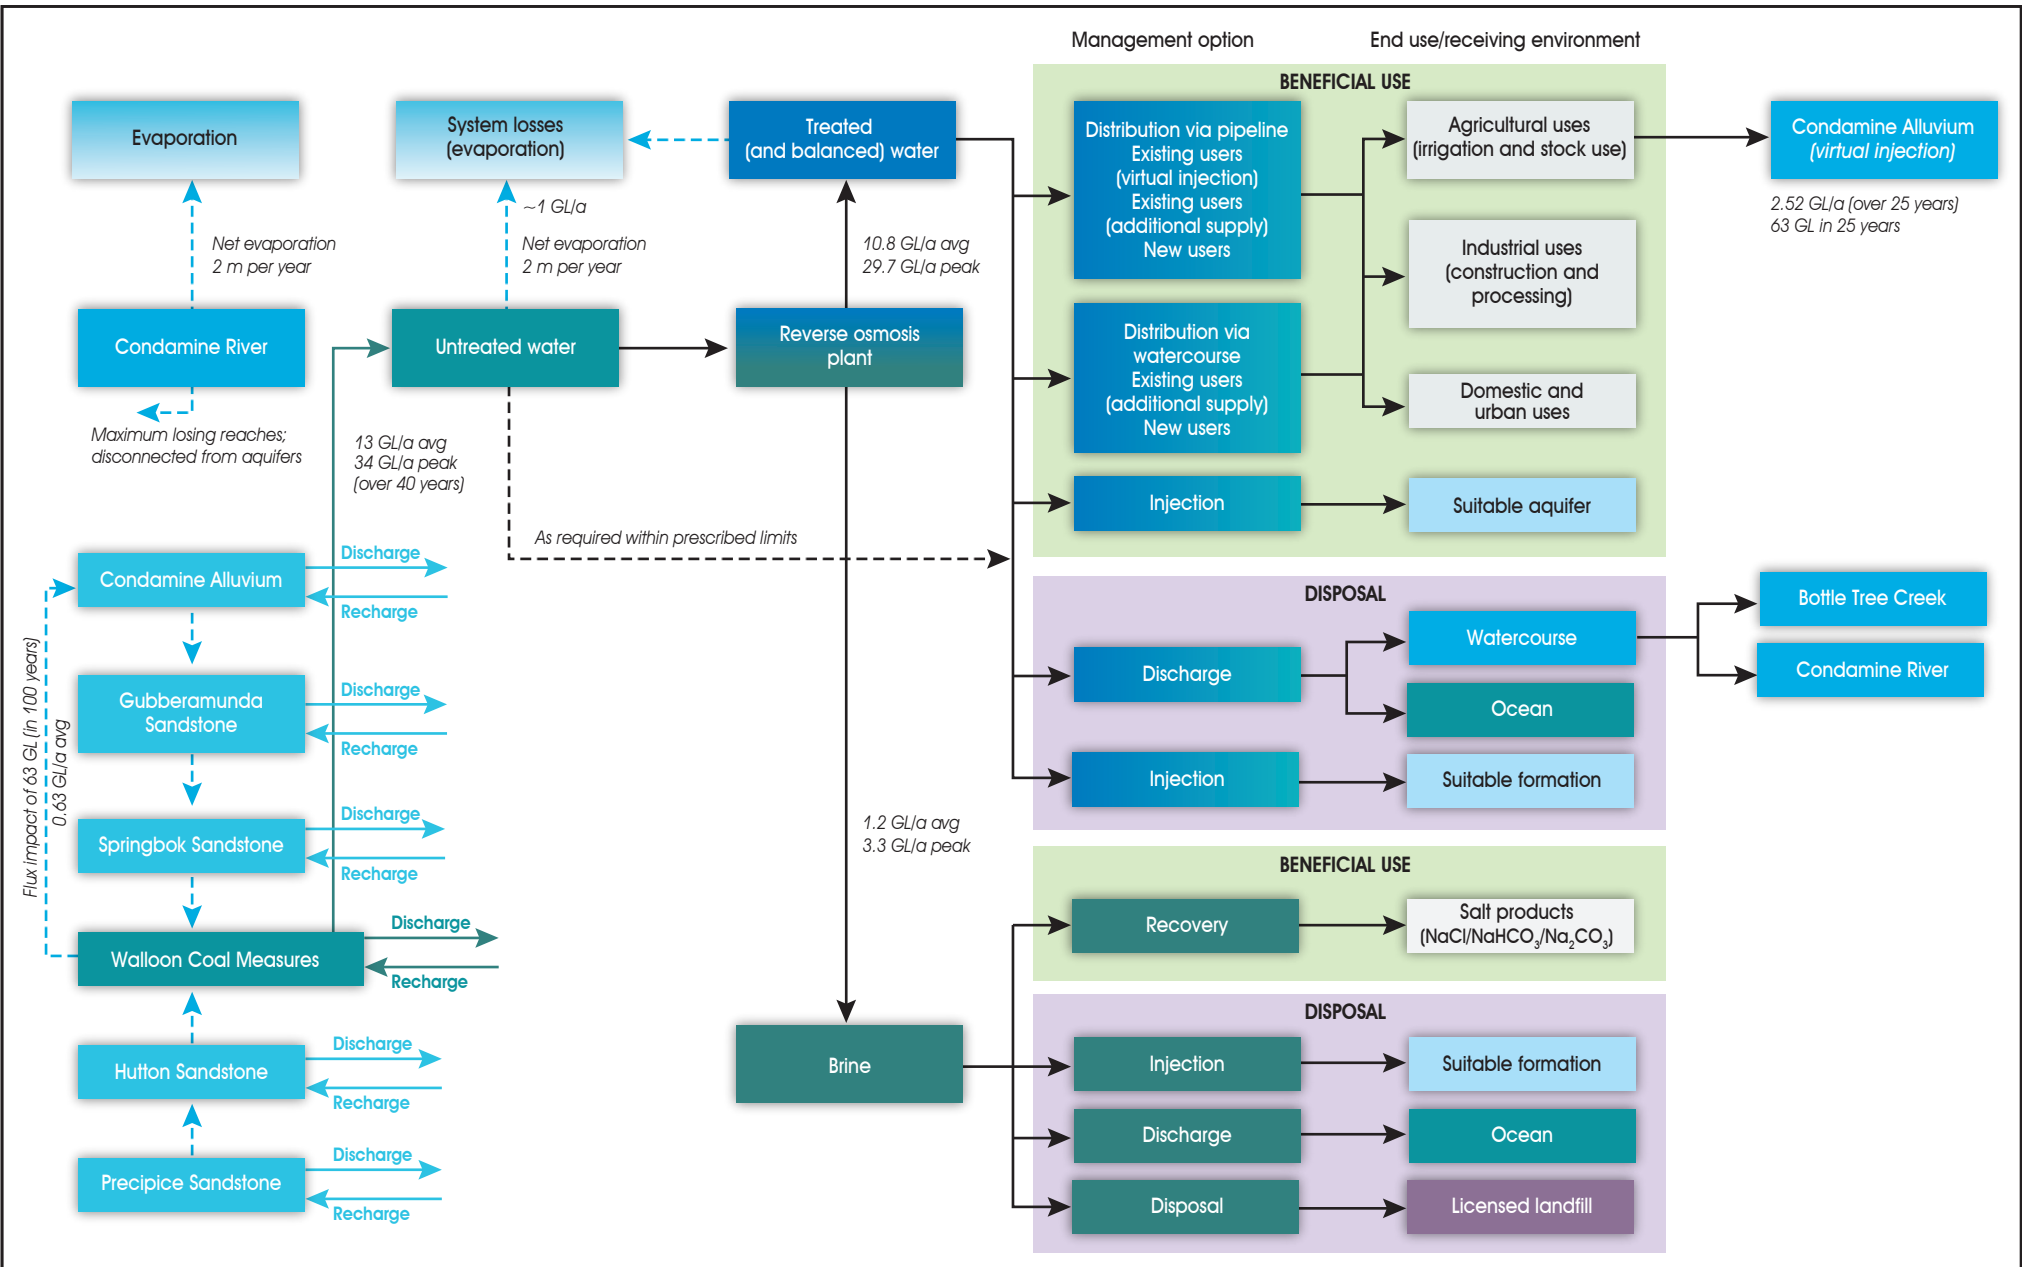 Management option
End use/receiving environment
BENEFICIAL USE
Evaporation
System losses
(evaporation)
Treated
(and balanced) water
Distribution via pipeline
Existing users
(virtual injection)
Existing users
(additional supply)
New users
Agricultural uses
(irrigation and stock use)
Condamine Alluvium
(virtual injection)
2.52 GL/a (over 25 years)
63 GL in 25 years
~1 GL/a
Net evaporation
2 m per year
Net evaporation
2 m per year
10.8 GL/a avg
29.7 GL/a peak
Industrial uses
(construction and
processing)
Condamine River
Untreated water
Reverse osmosis
plant
Distribution via
watercourse
Existing users
(additional supply)
New users
Domestic and
urban uses
Maximum losing reaches;
disconnected from aquifers
13 GL/a avg
34 GL/a peak
(over 40 years)
Injection
Suitable aquifer
As required within prescribed limits
Condamine Alluvium
Discharge
Recharge
DISPOSAL
Watercourse
Bottle Tree Creek
Discharge
Ocean
Condamine River
Gubberamunda
Sandstone
Discharge
Recharge
Flux impact of 63 GL (in 100 years)
0.63 GL/a avg
Injection
Suitable formation
Springbok Sandstone
Discharge
Recharge
1.2 GL/a avg
3.3 GL/a peak
BENEFICIAL USE
Recovery
Salt products
(NaCl/NaHCO₃/Na₂CO₃)
Walloon Coal Measures
Discharge
Recharge
DISPOSAL
Hutton Sandstone
Discharge
Recharge
Brine
Injection
Suitable formation
Discharge
Ocean
Precipice Sandstone
Discharge
Recharge
Disposal
Licensed landfill